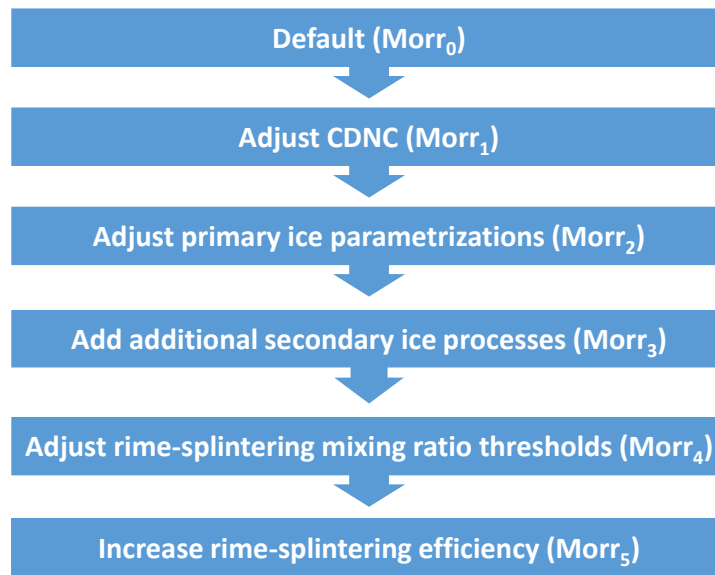 Default (Morr₀)
Adjust CDNC (Morr₁)
Adjust primary ice parametrizations (Morr₂)
Add additional secondary ice processes (Morr₃)
Adjust rime-splintering mixing ratio thresholds (Morr₄)
Increase rime-splintering efficiency (Morr₅)